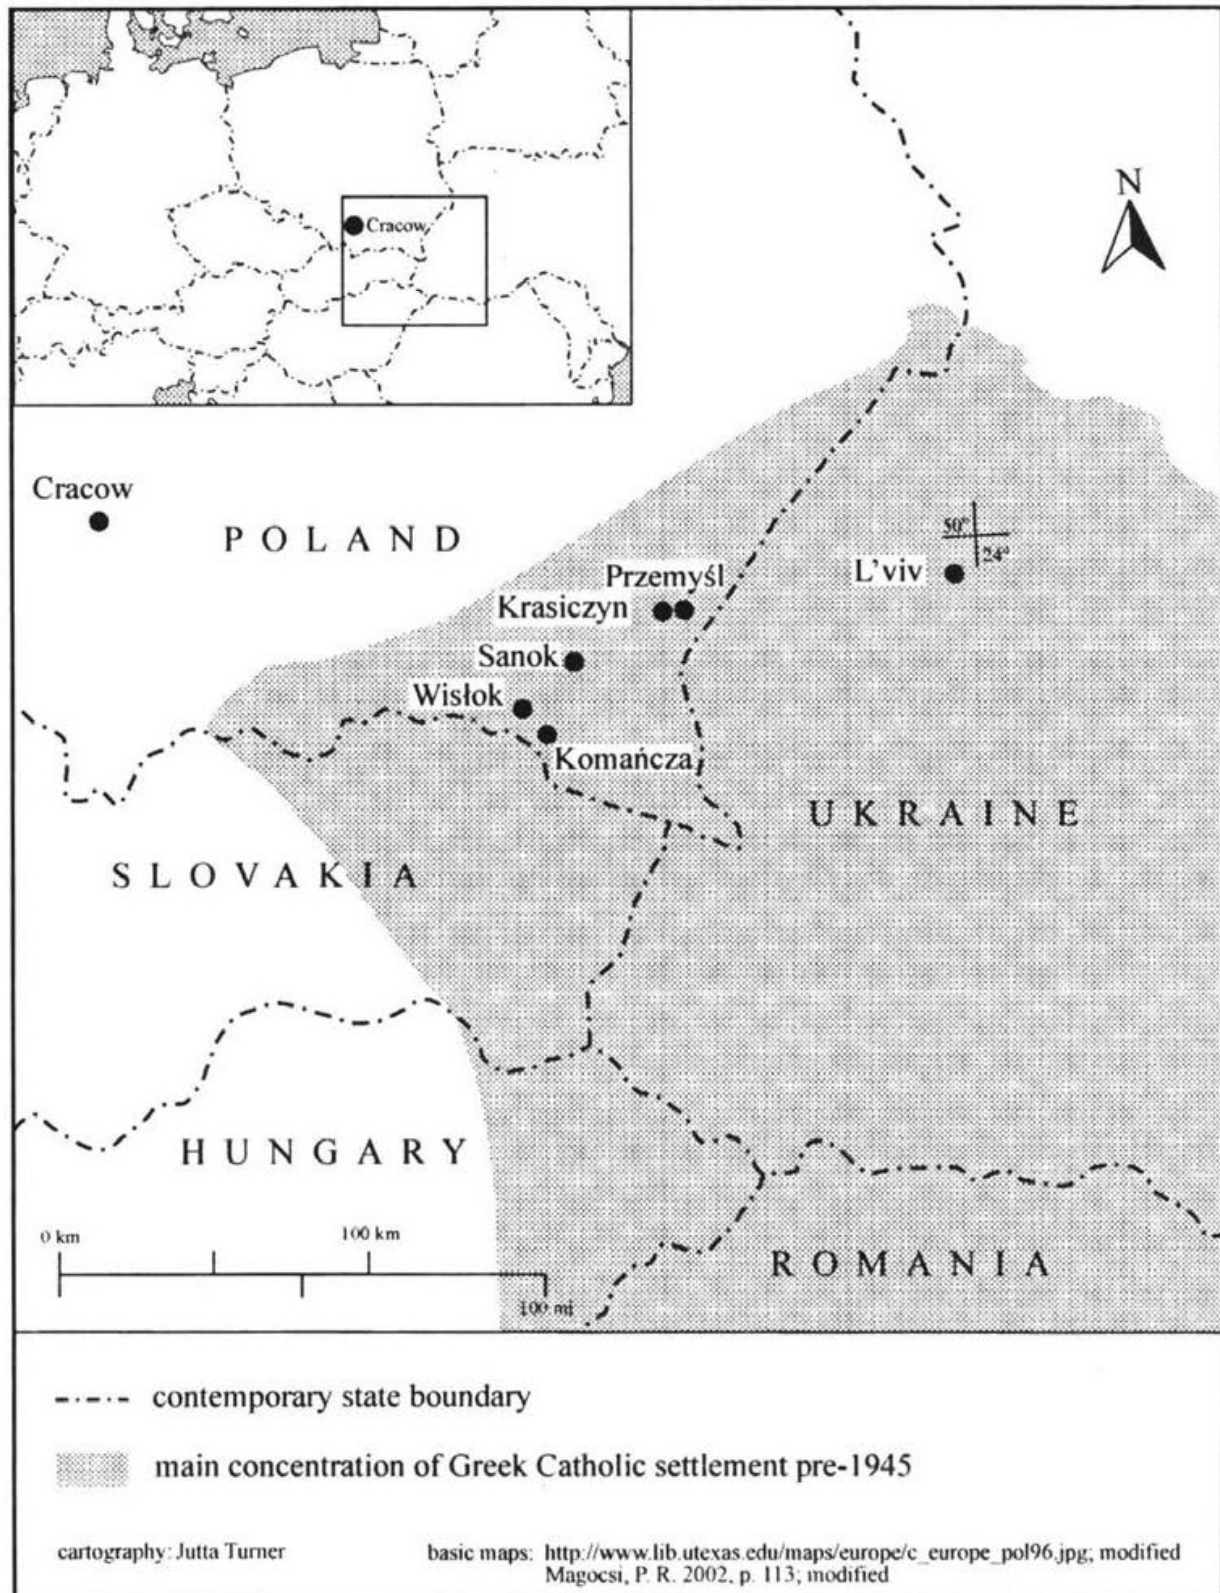 Cracow
N
Cracow
POLAND
50°
24°
L'viv
Przemyśl
Krasiczyn
Sanok
Wisłok
Komańcza
UKRAINE
SLOVAKIA
HUNGARY
0 km
100 km
100 mi
ROMANIA
contemporary state boundary
main concentration of Greek Catholic settlement pre-1945
cartography: Jutta Turner
basic maps: http://www.lib.utexas.edu/maps/europe/c_europe_pol96.jpg; modified
Magocsi, P. R. 2002, p. 113; modified